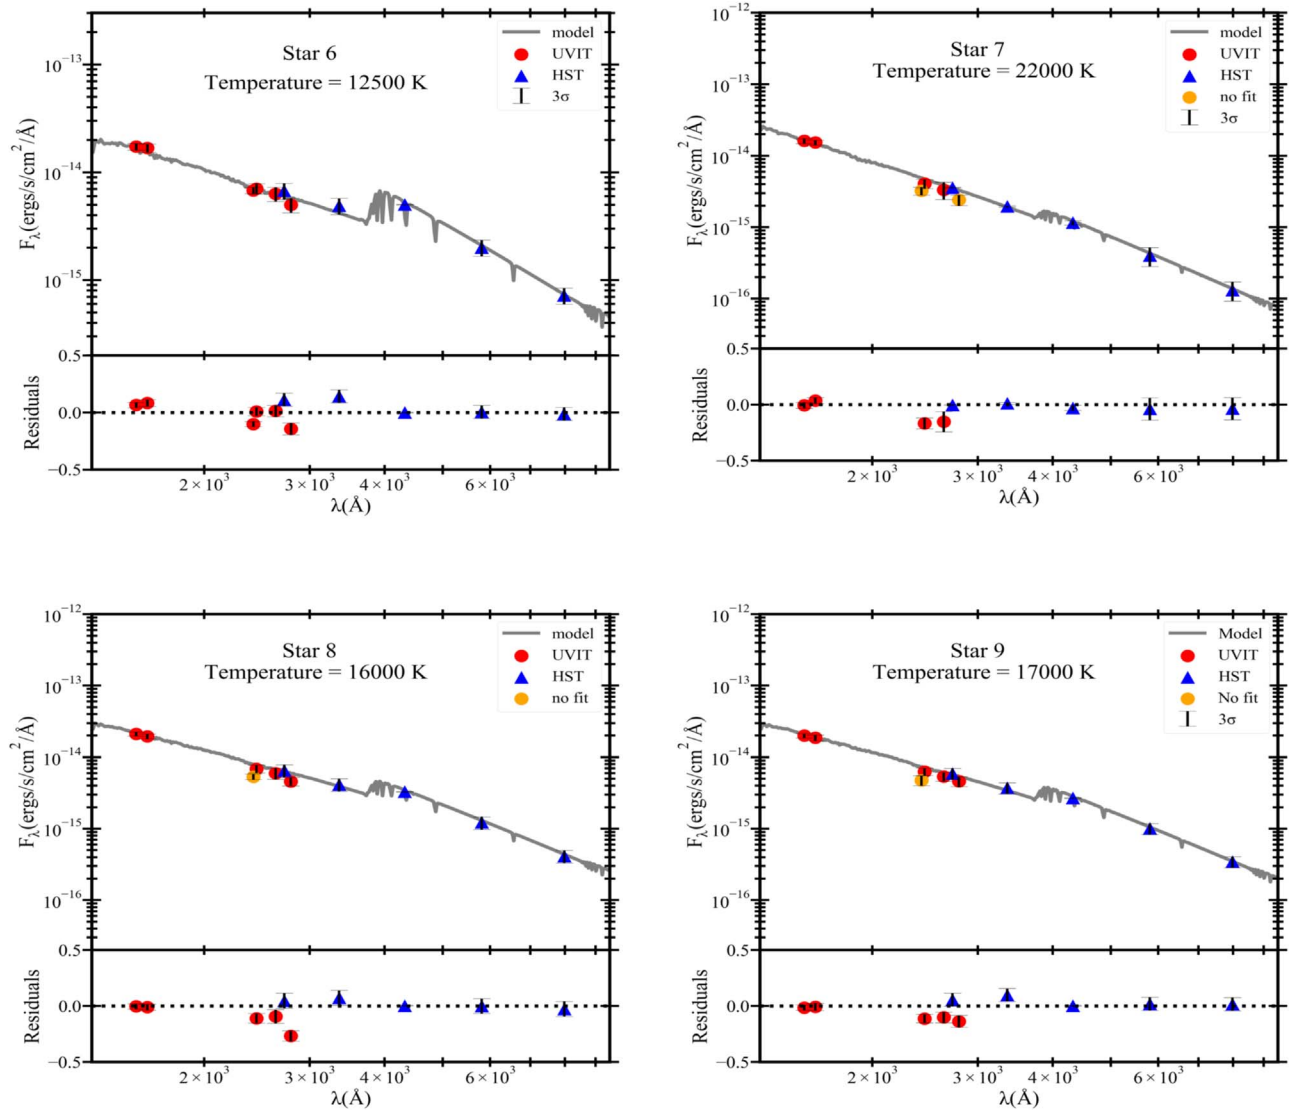 Star 6
Temperature = 12500 K
model
UVIT
HST
3σ
10⁻¹³
10⁻¹⁴
10⁻¹⁵
F_λ(ergs/s/cm²/Å)
0.5
0.0
−0.5
Residuals
2 × 10³ 3 × 10³ 4 × 10³ 6 × 10³
λ(Å)
Star 7
Temperature = 22000 K
model
UVIT
HST
no fit
3σ
10⁻¹²
10⁻¹³
10⁻¹⁴
10⁻¹⁵
10⁻¹⁶
F_λ(ergs/s/cm²/Å)
0.5
0.0
−0.5
Residuals
2 × 10³ 3 × 10³ 4 × 10³ 6 × 10³
λ(Å)
Star 8
Temperature = 16000 K
model
UVIT
HST
no fit
10⁻¹²
10⁻¹³
10⁻¹⁴
10⁻¹⁵
10⁻¹⁶
F_λ(ergs/s/cm²/Å)
0.5
0.0
−0.5
Residuals
2 × 10³ 3 × 10³ 4 × 10³ 6 × 10³
λ(Å)
Star 9
Temperature = 17000 K
Model
UVIT
HST
No fit
3σ
10⁻¹²
10⁻¹³
10⁻¹⁴
10⁻¹⁵
10⁻¹⁶
F_λ(ergs/s/cm²/Å)
0.5
0.0
−0.5
Residuals
2 × 10³ 3 × 10³ 4 × 10³ 6 × 10³
λ(Å)